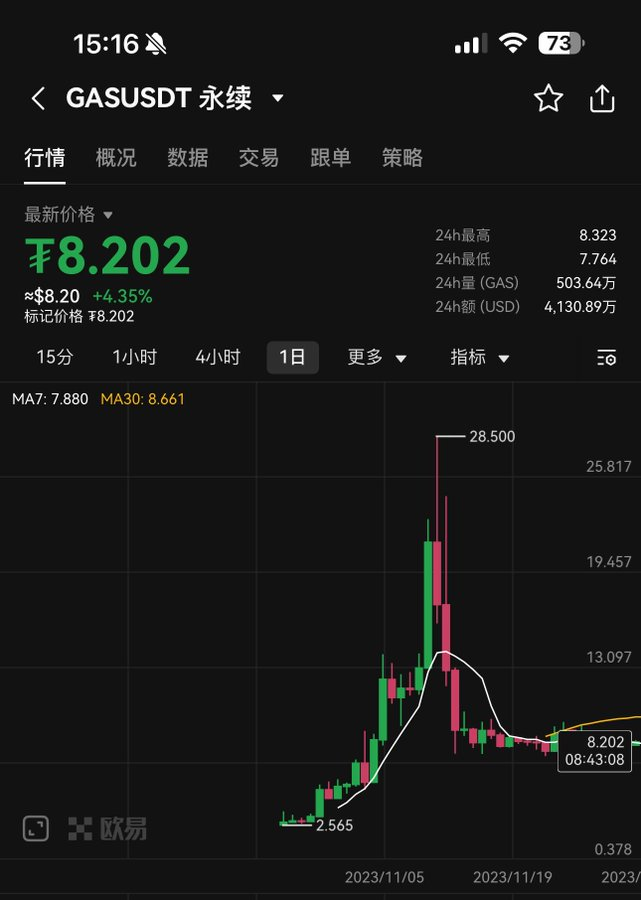 15:16
73
GASUSDT 永续
行情 概况 数据 交易 跟单 策略
最新价格
₮8.202
≈$8.20 +4.35%
标记价格 ₮8.202
24h最高 8.323
24h最低 7.764
24h量 (GAS) 503.64万
24h额 (USD) 4,130.89万
15分 1小时 4小时 1日 更多 指标
MA7: 7.880 MA30: 8.661
28.500
25.817
19.457
13.097
8.202
08:43:08
2.565
欧易
0.378
2023/11/05 2023/11/19 2023/